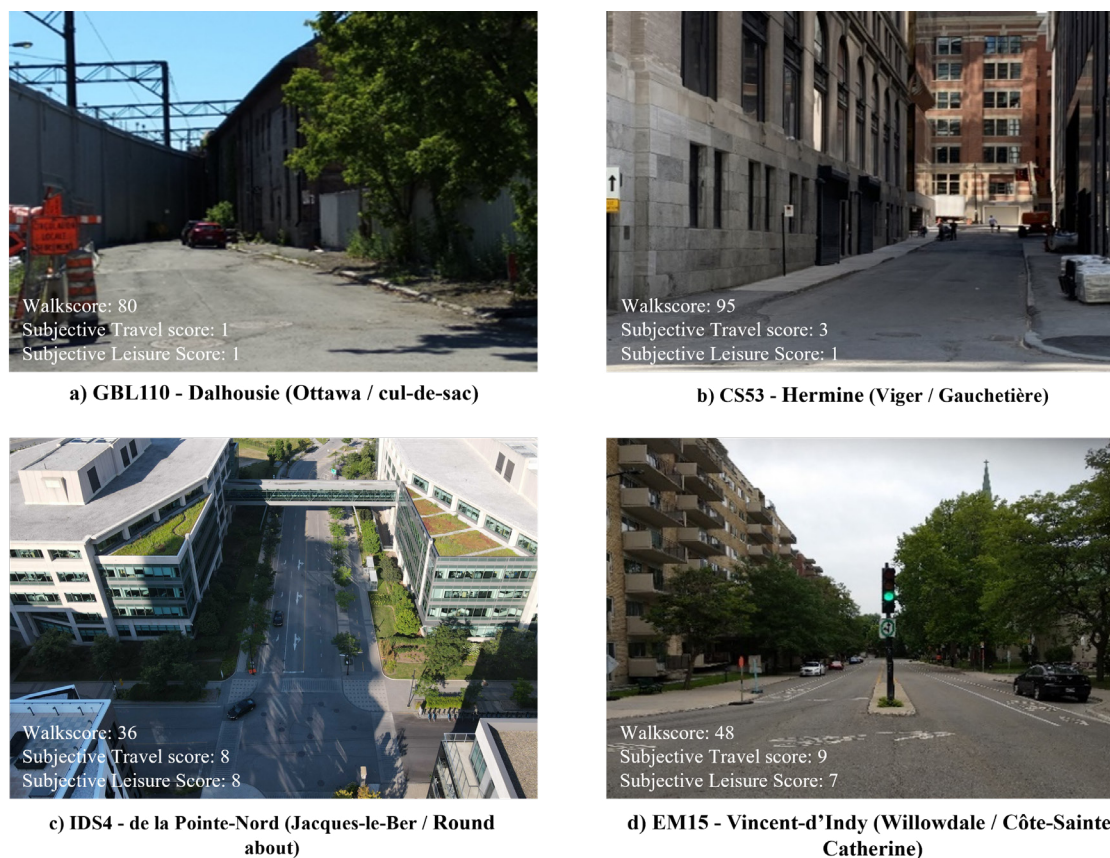 CIRCULATION
LOCALE
SEULEMENT
Walkscore: 80
Subjective Travel score: 1
Subjective Leisure Score: 1
a) GBL110 - Dalhousie (Ottawa / cul-de-sac)
Walkscore: 95
Subjective Travel score: 3
Subjective Leisure Score: 1
b) CS53 - Hermine (Viger / Gauchetière)
Walkscore: 36
Subjective Travel score: 8
Subjective Leisure Score: 8
c) IDS4 - de la Pointe-Nord (Jacques-le-Ber / Round
about)
Walkscore: 48
Subjective Travel score: 9
Subjective Leisure Score: 7
d) EM15 - Vincent-d’Indy (Willowdale / Côte-Sainte
Catherine)